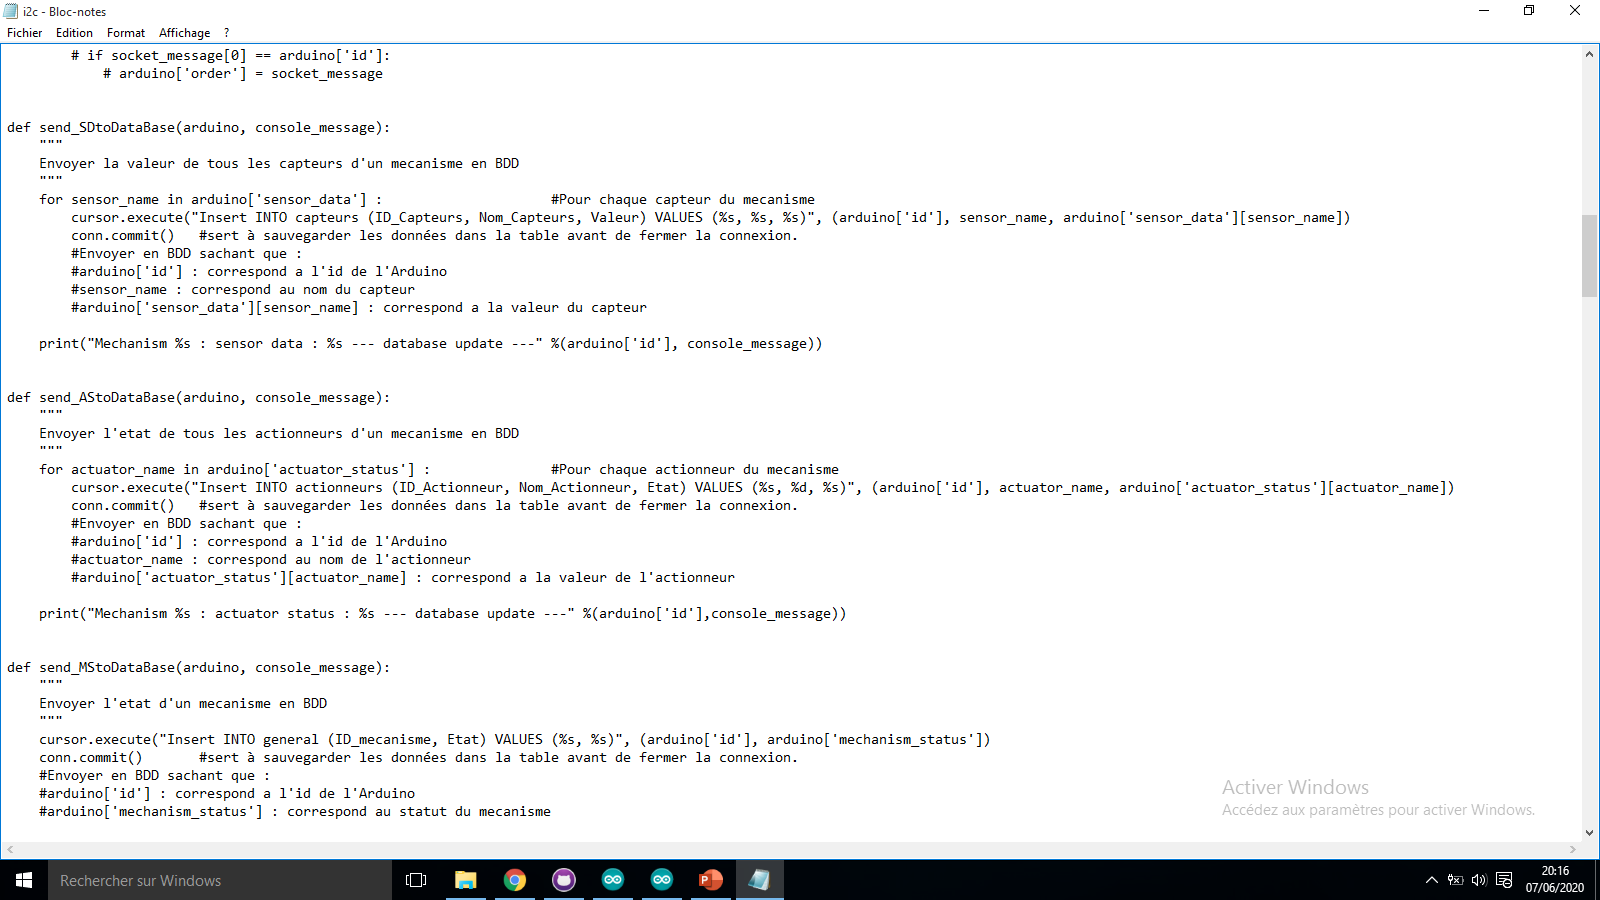 i2c - Bloc-notes
Fichier Edition Format Affichage ?
# if socket_message[0] == arduino['id']:
# arduino['order'] = socket_message
def send_SDtoDataBase(arduino, console_message):
"""
Envoyer la valeur de tous les capteurs d'un mecanisme en BDD
"""
for sensor_name in arduino['sensor_data'] : #Pour chaque capteur du mecanisme
cursor.execute("Insert INTO capteurs (ID_Capteurs, Nom_Capteurs, Valeur) VALUES (%s, %s, %s)", (arduino['id'], sensor_name, arduino['sensor_data'][sensor_name])
conn.commit() #sert à sauvegarder les données dans la table avant de fermer la connexion.
#Envoyer en BDD sachant que :
#arduino['id'] : correspond a l'id de l'Arduino
#sensor_name : correspond au nom du capteur
#arduino['sensor_data'][sensor_name] : correspond a la valeur du capteur
print("Mechanism %s : sensor data : %s --- database update ---" %(arduino['id'], console_message))
def send_AStoDataBase(arduino, console_message):
"""
Envoyer l'etat de tous les actionneurs d'un mecanisme en BDD
"""
for actuator_name in arduino['actuator_status'] : #Pour chaque actionneur du mecanisme
cursor.execute("Insert INTO actionneurs (ID_Actionneur, Nom_Actionneur, Etat) VALUES (%s, %d, %s)", (arduino['id'], actuator_name, arduino['actuator_status'][actuator_name])
conn.commit() #sert à sauvegarder les données dans la table avant de fermer la connexion.
#Envoyer en BDD sachant que :
#arduino['id'] : correspond a l'id de l'Arduino
#actuator_name : correspond au nom de l'actionneur
#arduino['actuator_status'][actuator_name] : correspond a la valeur de l'actionneur
print("Mechanism %s : actuator status : %s --- database update ---" %(arduino['id'],console_message))
def send_MStoDataBase(arduino, console_message):
"""
Envoyer l'etat d'un mecanisme en BDD
"""
cursor.execute("Insert INTO general (ID_mecanisme, Etat) VALUES (%s, %s)", (arduino['id'], arduino['mechanism_status'])
conn.commit() #sert à sauvegarder les données dans la table avant de fermer la connexion.
#Envoyer en BDD sachant que :
#arduino['id'] : correspond a l'id de l'Arduino
#arduino['mechanism_status'] : correspond au statut du mecanisme
Activer Windows
Accédez aux paramètres pour activer Windows.
Rechercher sur Windows
20:16
07/06/2020